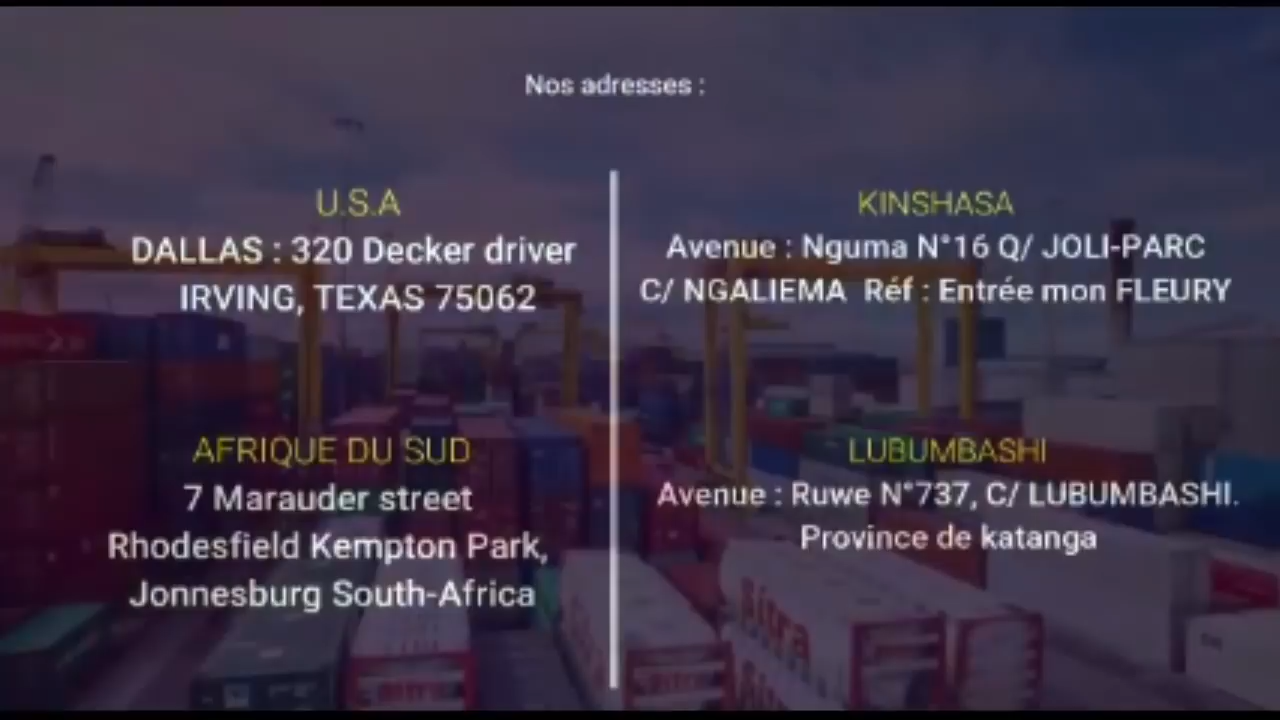 Nos adresses :
U.S.A
DALLAS : 320 Decker driver
IRVING, TEXAS 75062
KINSHASA
Avenue : Nguma N°16 Q/ JOLI-PARC
C/ NGALIEMA Réf : Entrée mon FLEURY
AFRIQUE DU SUD
7 Marauder street
Rhodesfield Kempton Park,
Jonnesburg South-Africa
LUBUMBASHI
Avenue : Ruwe N°737, C/ LUBUMBASHI.
Province de katanga